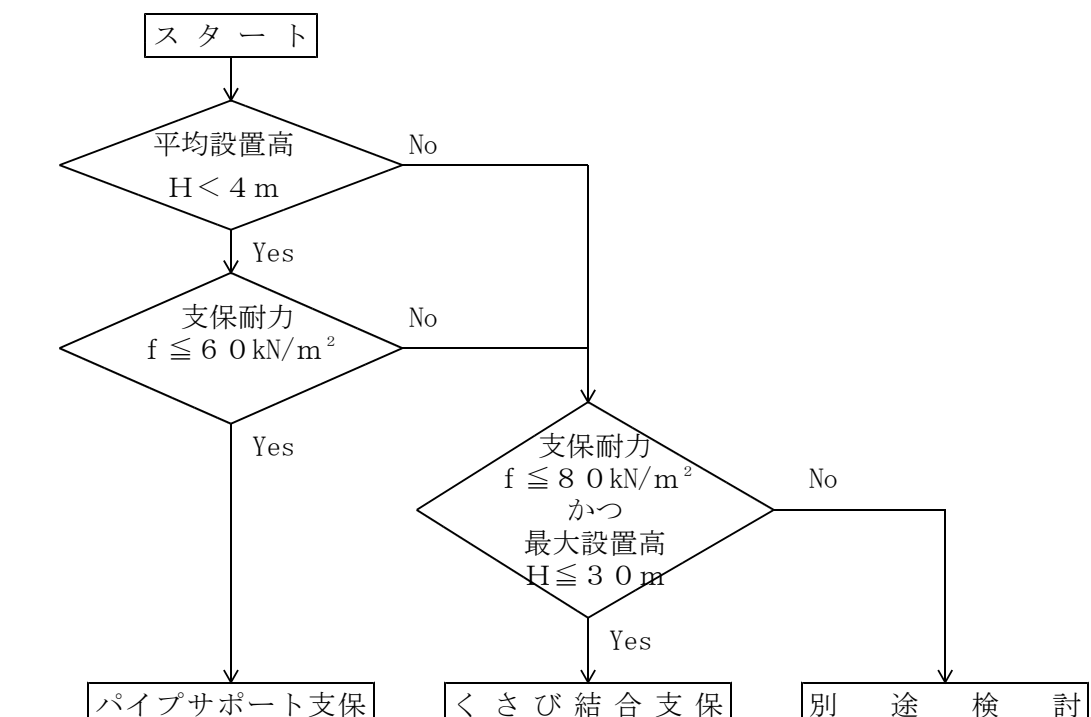 スタート
平均設置高
H<4m
No
Yes
支保耐力
f≦60kN/m²
No
Yes
支保耐力
f≦80kN/m²
かつ
最大設置高
H≦30m
No
Yes
パイプサポート支保
くさび結合支保
別途検討